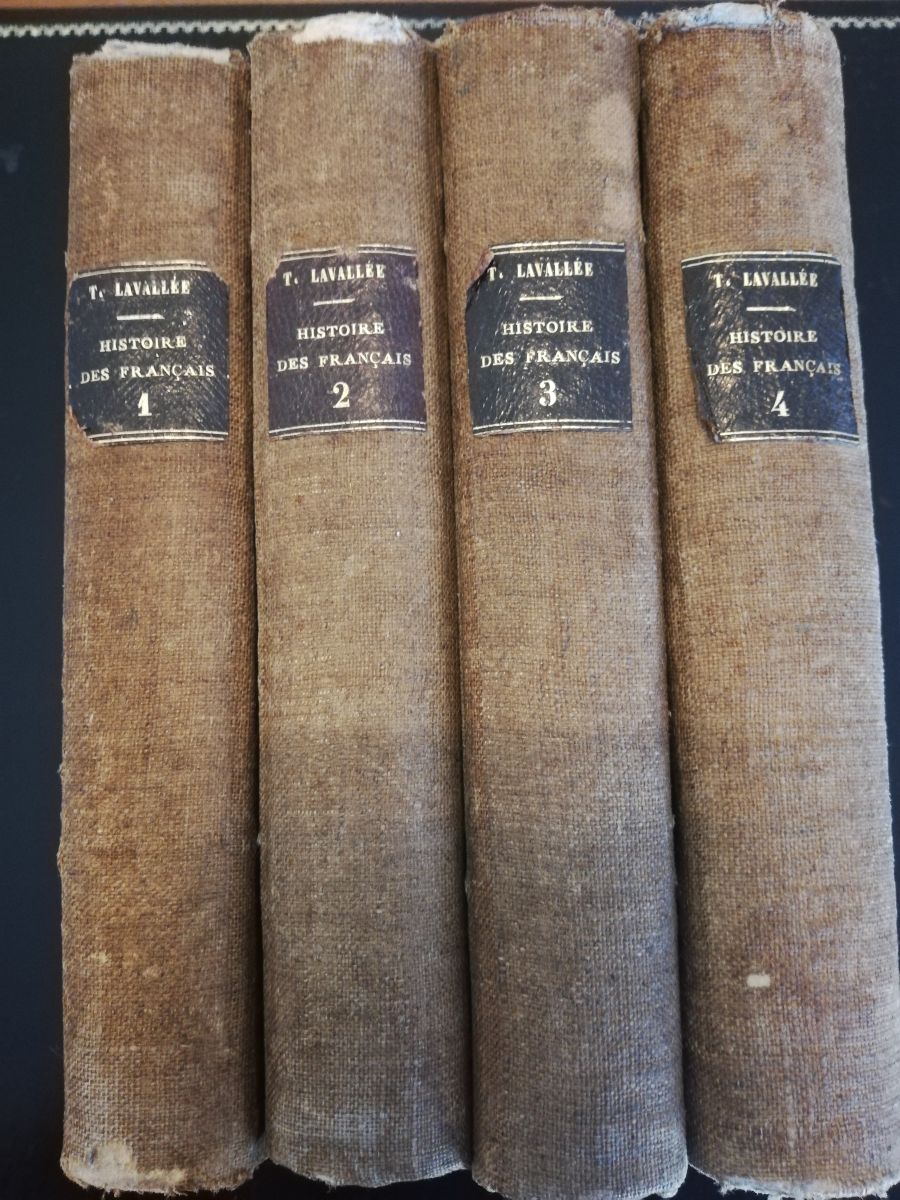 T. LAVALLÉE
HISTOIRE
DES FRANÇAIS
1
T. LAVALLÉE
HISTOIRE
DES FRANÇAIS
2
T. LAVALLÉE
HISTOIRE
DES FRANÇAIS
3
T. LAVALLÉE
HISTOIRE
DES FRANÇAIS
4